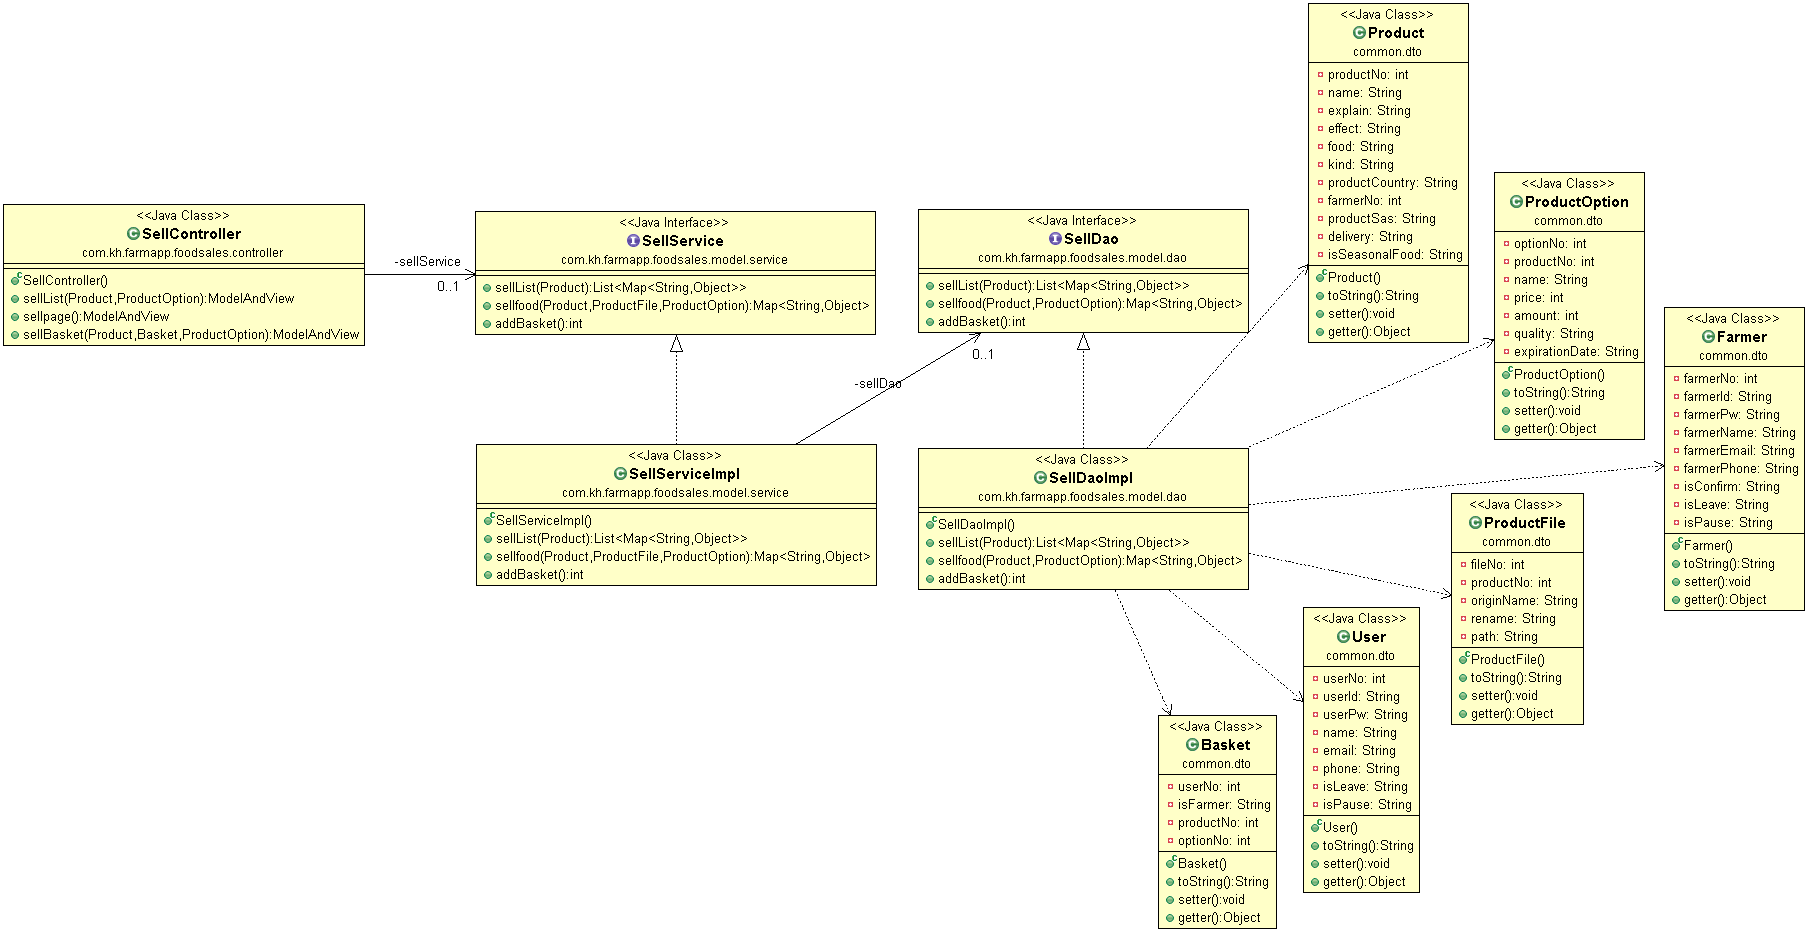 <<Java Class>>
SellController
com.kh.farmapp.foodsales.controller
SellController()
sellList(Product,ProductOption):ModelAndView
sellpage():ModelAndView
sellBasket(Product,Basket,ProductOption):ModelAndView
-sellService
0..1
<<Java Interface>>
SellService
com.kh.farmapp.foodsales.model.service
sellList(Product):List<Map<String,Object>>
sellfood(Product,ProductFile,ProductOption):Map<String,Object>
addBasket():int
<<Java Class>>
SellServiceImpl
com.kh.farmapp.foodsales.model.service
SellServiceImpl()
sellList(Product):List<Map<String,Object>>
sellfood(Product,ProductFile,ProductOption):Map<String,Object>
addBasket():int
-sellDao
0..1
<<Java Interface>>
SellDao
com.kh.farmapp.foodsales.model.dao
sellList(Product):List<Map<String,Object>>
sellfood(Product,ProductOption):Map<String,Object>
addBasket():int
<<Java Class>>
SellDaoImpl
com.kh.farmapp.foodsales.model.dao
SellDaoImpl()
sellList(Product):List<Map<String,Object>>
sellfood(Product,ProductOption):Map<String,Object>
addBasket():int
<<Java Class>>
Product
common.dto
productNo: int
name: String
explain: String
effect: String
food: String
kind: String
productCountry: String
farmerNo: int
productSas: String
delivery: String
isSeasonalFood: String
Product()
toString():String
setter():void
getter():Object
<<Java Class>>
ProductOption
common.dto
optionNo: int
productNo: int
name: String
price: int
amount: int
quality: String
expirationDate: String
ProductOption()
toString():String
setter():void
getter():Object
<<Java Class>>
Farmer
common.dto
farmerNo: int
farmerId: String
farmerPw: String
farmerName: String
farmerEmail: String
farmerPhone: String
isConfirm: String
isLeave: String
isPause: String
Farmer()
toString():String
setter():void
getter():Object
<<Java Class>>
ProductFile
common.dto
fileNo: int
productNo: int
originName: String
rename: String
path: String
ProductFile()
toString():String
setter():void
getter():Object
<<Java Class>>
User
common.dto
userNo: int
userId: String
userPw: String
name: String
email: String
phone: String
isLeave: String
isPause: String
User()
toString():String
setter():void
getter():Object
<<Java Class>>
Basket
common.dto
userNo: int
isFarmer: String
productNo: int
optionNo: int
Basket()
toString():String
setter():void
getter():Object